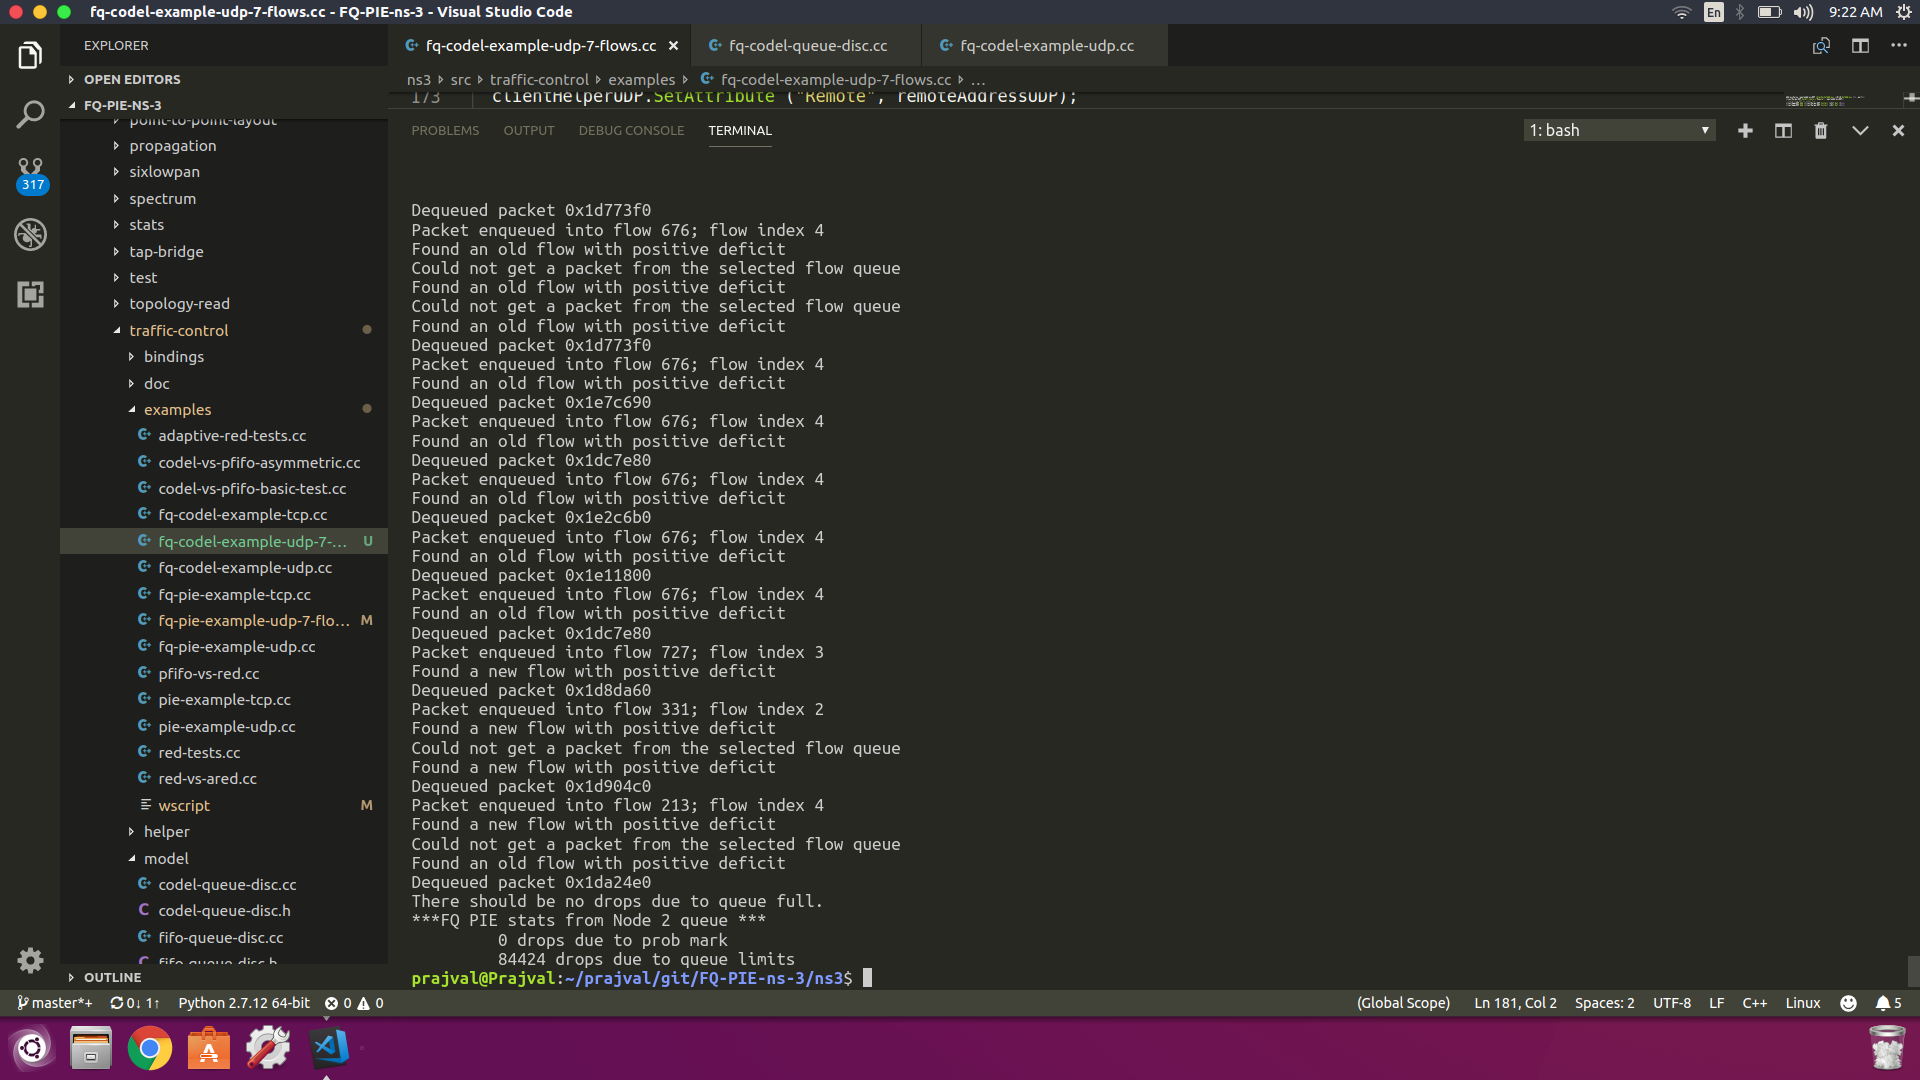 fq-codel-example-udp-7-flows.cc - FQ-PIE-ns-3 - Visual Studio Code
En
9:22 AM
EXPLORER
fq-codel-example-udp-7-flows.cc
fq-codel-queue-disc.cc
fq-codel-example-udp.cc
OPEN EDITORS
ns3 src traffic-control examples fq-codel-example-udp-7-flows.cc ...
FQ-PIE-NS-3
173 clientHelperUDP.SetAttribute ("Remote", remoteAddressUDP);
point-to-point-layout
propagation
sixlowpan
317
spectrum
stats
tap-bridge
test
topology-read
traffic-control
bindings
doc
examples
adaptive-red-tests.cc
codel-vs-pfifo-asymmetric.cc
codel-vs-pfifo-basic-test.cc
fq-codel-example-tcp.cc
fq-codel-example-udp-7-... U
fq-codel-example-udp.cc
fq-pie-example-tcp.cc
fq-pie-example-udp-7-flo... M
fq-pie-example-udp.cc
pfifo-vs-red.cc
pie-example-tcp.cc
pie-example-udp.cc
red-tests.cc
red-vs-ared.cc
wscript M
helper
model
codel-queue-disc.cc
C codel-queue-disc.h
fifo-queue-disc.cc
C fifo-queue-disc.h
OUTLINE
PROBLEMS OUTPUT DEBUG CONSOLE TERMINAL
1: bash
Dequeued packet 0x1d773f0
Packet enqueued into flow 676; flow index 4
Found an old flow with positive deficit
Could not get a packet from the selected flow queue
Found an old flow with positive deficit
Could not get a packet from the selected flow queue
Found an old flow with positive deficit
Dequeued packet 0x1d773f0
Packet enqueued into flow 676; flow index 4
Found an old flow with positive deficit
Dequeued packet 0x1e7c690
Packet enqueued into flow 676; flow index 4
Found an old flow with positive deficit
Dequeued packet 0x1dc7e80
Packet enqueued into flow 676; flow index 4
Found an old flow with positive deficit
Dequeued packet 0x1e2c6b0
Packet enqueued into flow 676; flow index 4
Found an old flow with positive deficit
Dequeued packet 0x1e11800
Packet enqueued into flow 676; flow index 4
Found an old flow with positive deficit
Dequeued packet 0x1dc7e80
Packet enqueued into flow 727; flow index 3
Found a new flow with positive deficit
Dequeued packet 0x1d8da60
Packet enqueued into flow 331; flow index 2
Found a new flow with positive deficit
Could not get a packet from the selected flow queue
Found a new flow with positive deficit
Dequeued packet 0x1d904c0
Packet enqueued into flow 213; flow index 4
Found a new flow with positive deficit
Could not get a packet from the selected flow queue
Found an old flow with positive deficit
Dequeued packet 0x1da24e0
There should be no drops due to queue full.
***FQ PIE stats from Node 2 queue ***
0 drops due to prob mark
84424 drops due to queue limits
prajval@Prajval:~/prajval/git/FQ-PIE-ns-3/ns3$
master*+ 0↓ 1↑ Python 2.7.12 64-bit 0 0
(Global Scope) Ln 181, Col 2 Spaces: 2 UTF-8 LF C++ Linux 5